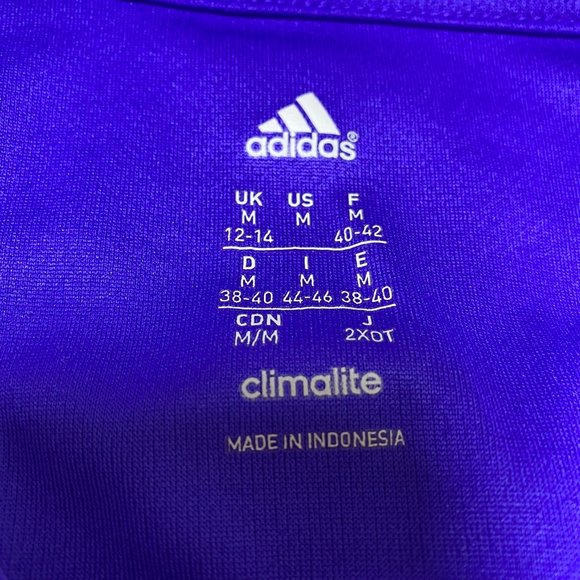 adidas®
UK US F
M M M
12-14 40-42
D I E
M M M
38-40 44-46 38-40
CDN J
M/M 2XOT
climalite
MADE IN INDONESIA